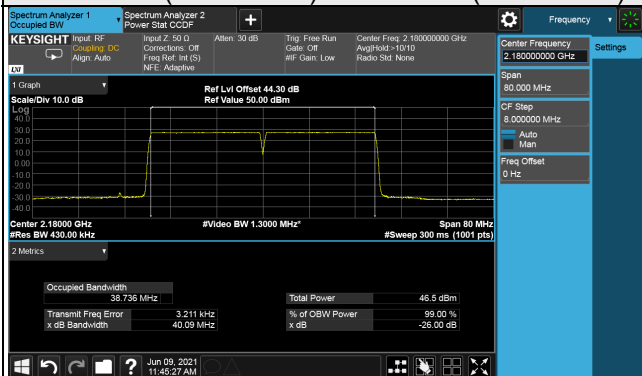 Spectrum Analyzer 1
Occupied BW
Spectrum Analyzer 2
Power Stat CCDF
Frequency
KEYSIGHT
Input: RF
Coupling: DC
Align: Auto
Input Z: 50 Ω
Corrections: Off
Freq Ref: Int (S)
NFE: Adaptive
Atten: 30 dB
Trig: Free Run
Gate: Off
#IF Gain: Low
Center Freq: 2.180000000 GHz
Avg|Hold:>10/10
Radio Std: None
LXI
Center Frequency
2.180000000 GHz
Settings
Span
80.000 MHz
CF Step
8.000000 MHz
Auto
Man
Freq Offset
0 Hz
1 Graph
Scale/Div 10.0 dB
Ref Lvl Offset 44.30 dB
Ref Value 50.00 dBm
Log
40.0
30.0
20.0
10.0
0.00
-10.0
-20.0
-30.0
-40.0
Center 2.18000 GHz
#Video BW 1.3000 MHz*
Span 80 MHz
#Res BW 430.00 kHz
#Sweep 300 ms (1001 pts)
2 Metrics
Occupied Bandwidth
38.736 MHz
Total Power 46.5 dBm
Transmit Freq Error 3.211 kHz
% of OBW Power 99.00 %
x dB Bandwidth 40.09 MHz
x dB -26.00 dB
?
Jun 09, 2021
11:45:27 AM